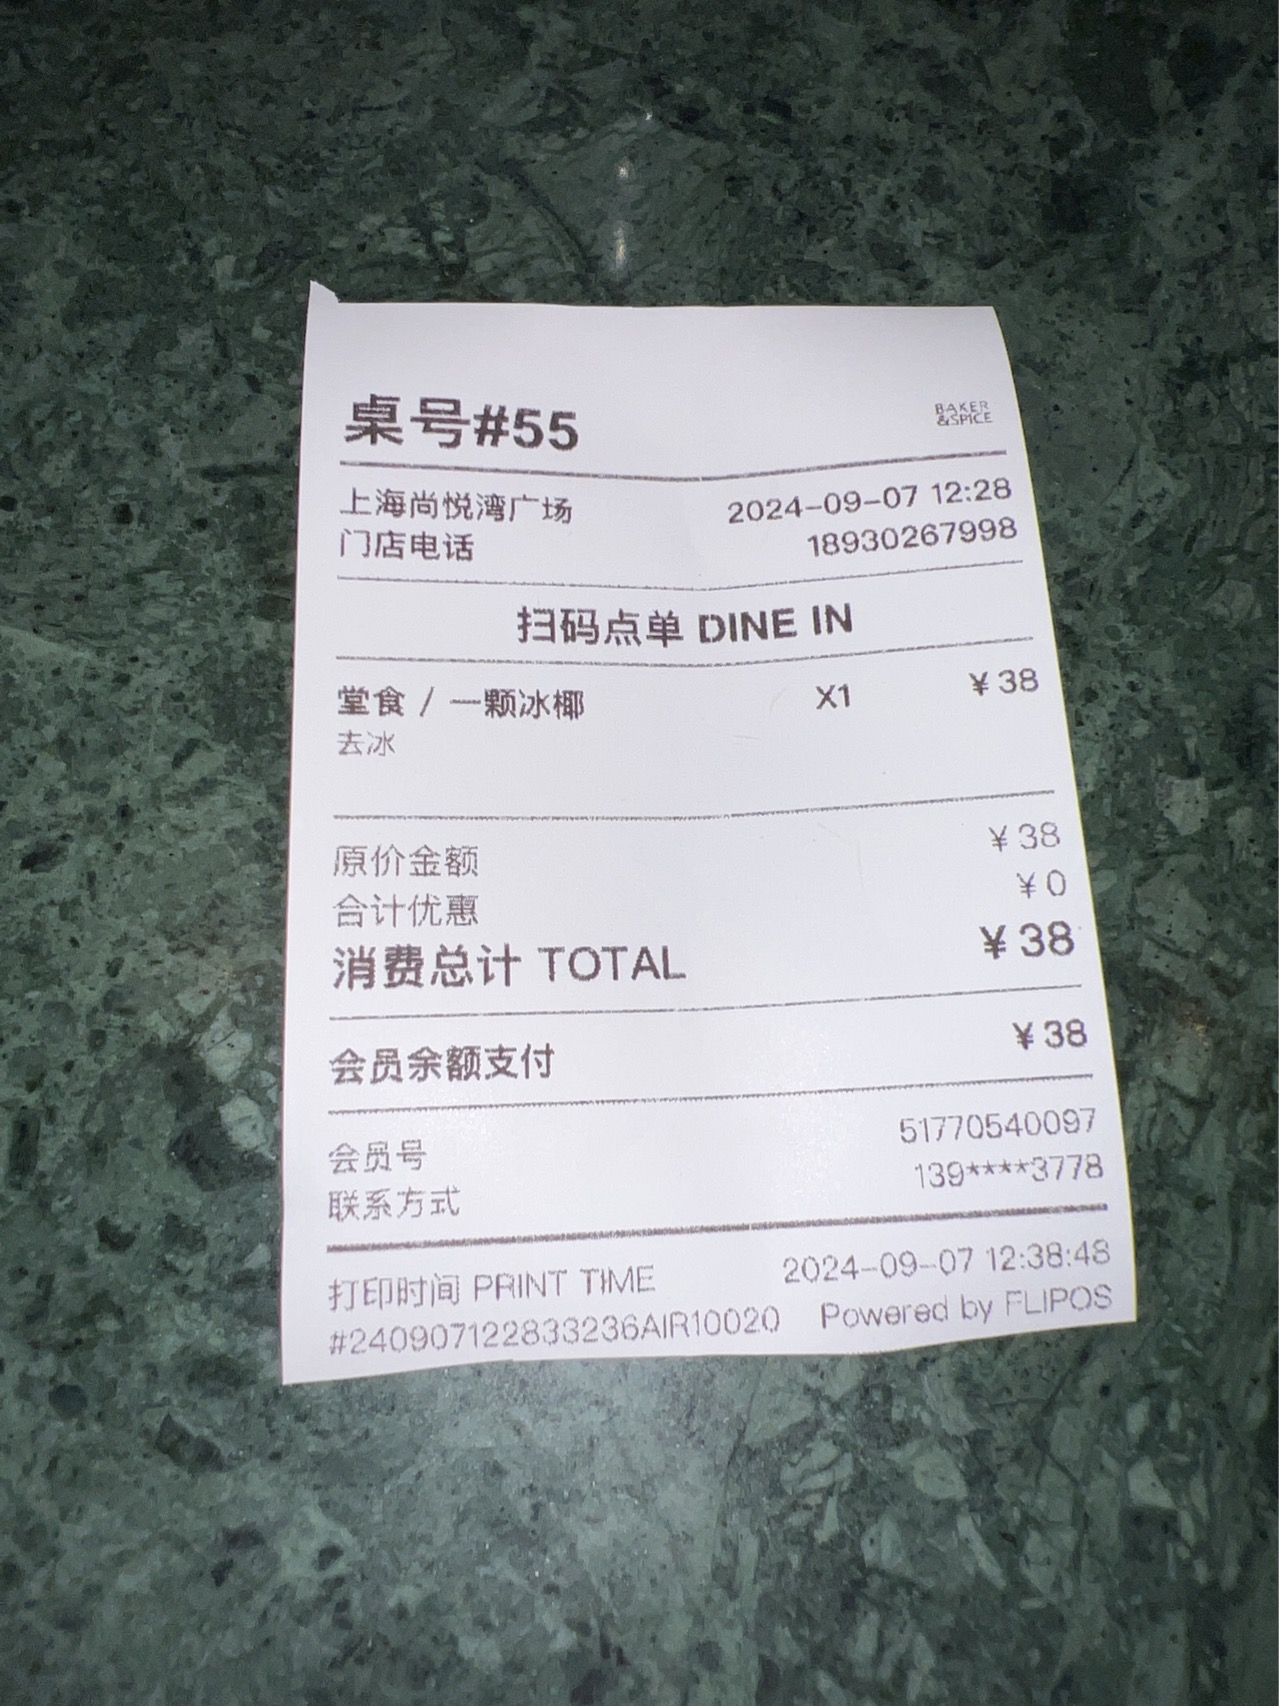 桌号#55
BAKER
&SPICE
上海尚悦湾广场 2024-09-07 12:28
门店电话 18930267998
扫码点单 DINE IN
堂食 / 一颗冰椰 X1 ¥38
去冰
原价金额 ¥38
合计优惠 ¥0
消费总计 TOTAL ¥38
会员余额支付 ¥38
会员号 51770540097
联系方式 139****3778
打印时间 PRINT TIME 2024-09-07 12:38:48
#240907122833236AIR10020 Powered by FLIPOS